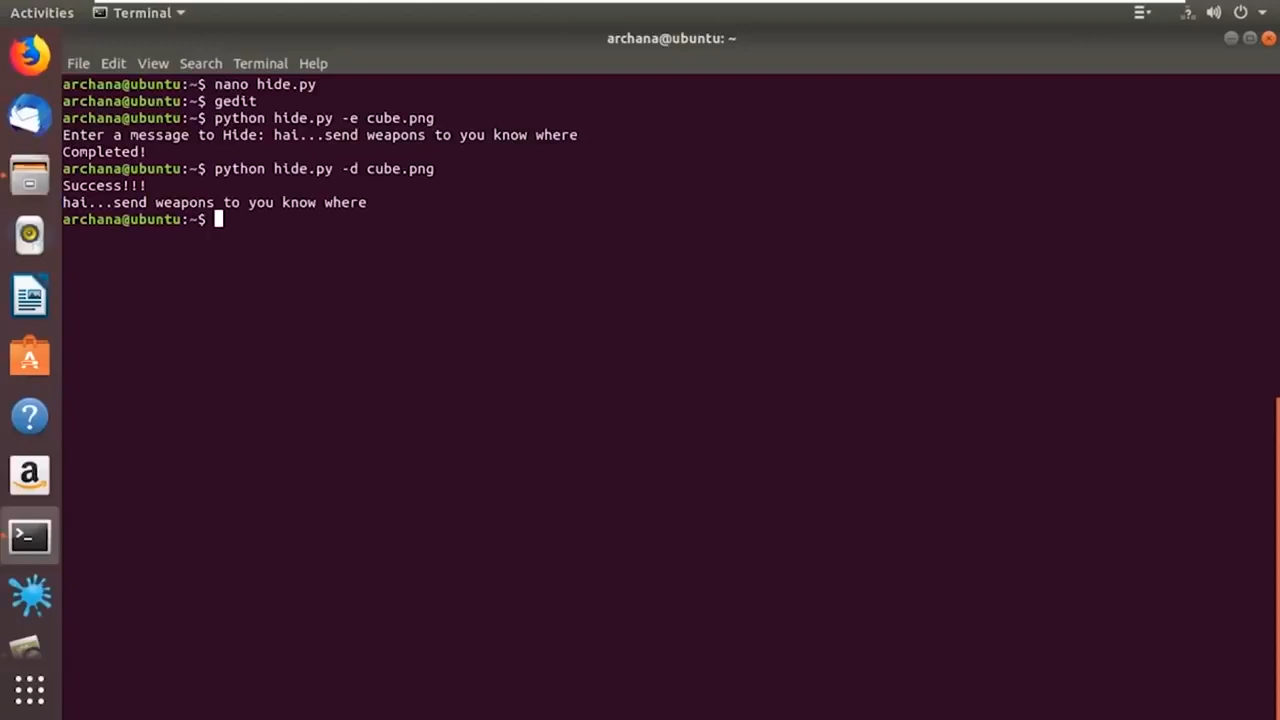 Activities Terminal
archana@ubuntu: ~
File Edit View Search Terminal Help
archana@ubuntu:~$ nano hide.py
archana@ubuntu:~$ gedit
archana@ubuntu:~$ python hide.py -e cube.png
Enter a message to Hide: hai...send weapons to you know where
Completed!
archana@ubuntu:~$ python hide.py -d cube.png
Success!!!
hai...send weapons to you know where
archana@ubuntu:~$